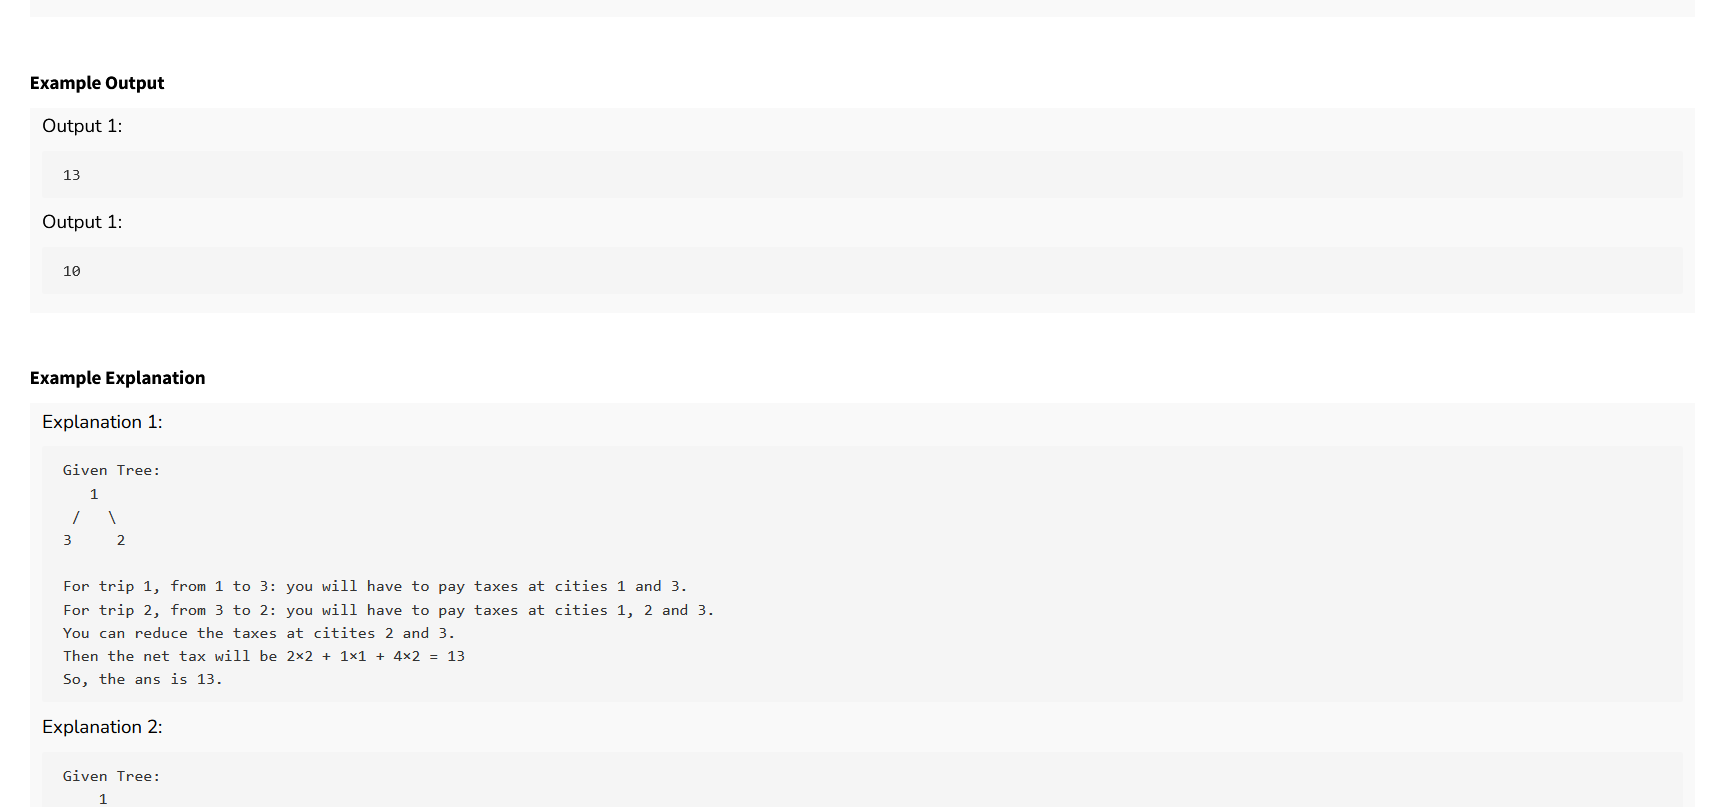 Example Output
Output 1:
13
Output 1:
10
Example Explanation
Explanation 1:
Given Tree:
1
/ \
3 2
For trip 1, from 1 to 3: you will have to pay taxes at cities 1 and 3.
For trip 2, from 3 to 2: you will have to pay taxes at cities 1, 2 and 3.
You can reduce the taxes at citites 2 and 3.
Then the net tax will be 2×2 + 1×1 + 4×2 = 13
So, the ans is 13.
Explanation 2:
Given Tree:
1